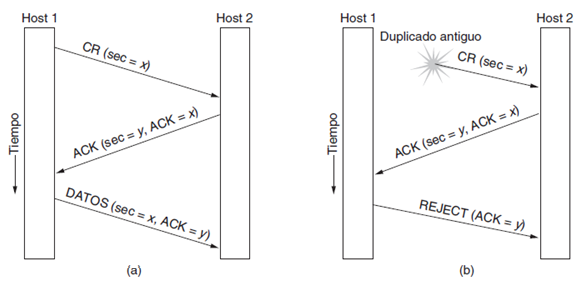 Host 1
Host 2
CR (sec = x)
Tiempo
ACK (sec = y, ACK = x)
DATOS (sec = x, ACK = y)
(a)
Host 1
Host 2
Duplicado antiguo
CR (sec = x)
Tiempo
ACK (sec = y, ACK = x)
REJECT (ACK = y)
(b)